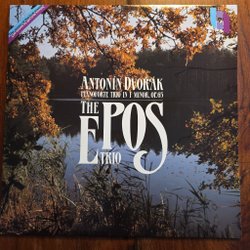 ANTONÍN DVOŘÁK
PIANOFORTE TRIO IN F MINOR, OP.65
THE
EPOS
TRIO